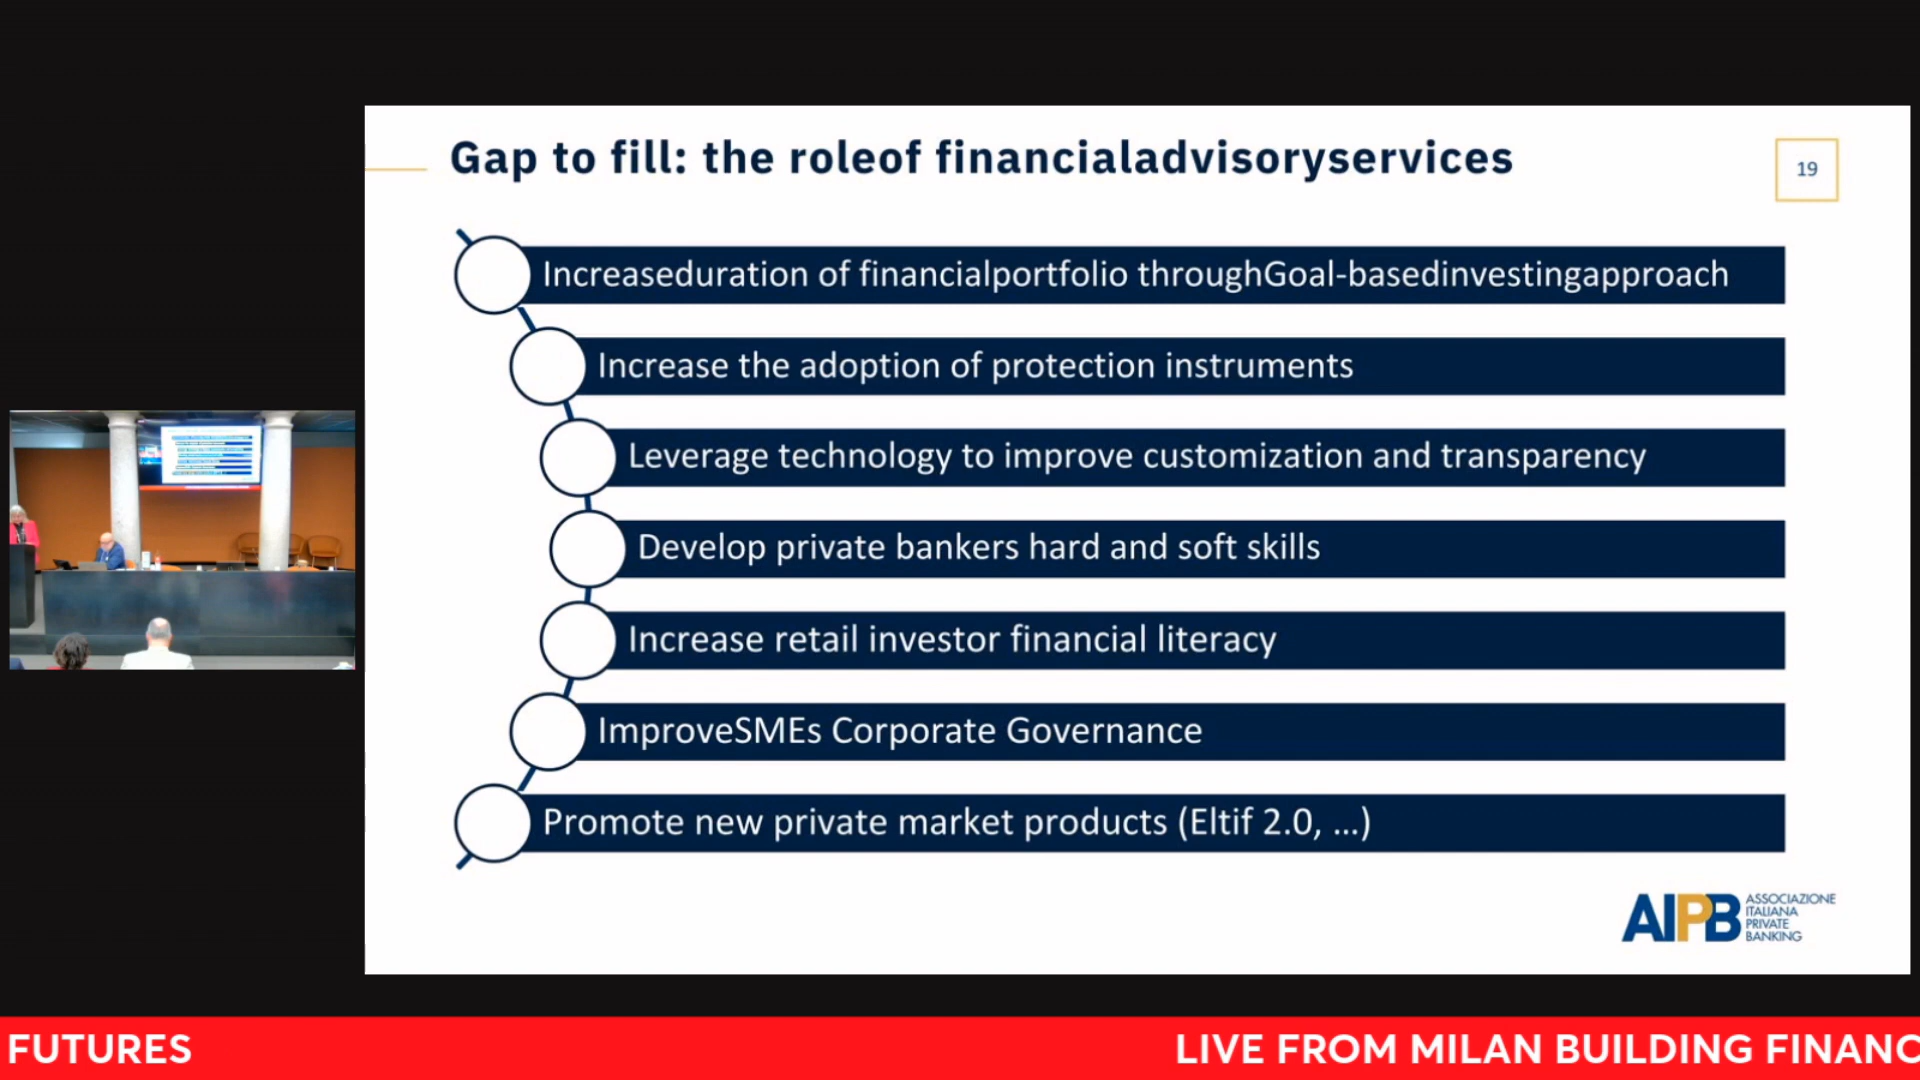 Gap to fill: the roleof financialadvisoryservices
19
Increaseduration of financialportfolio throughGoal-basedinvestingapproach
Increase the adoption of protection instruments
Leverage technology to improve customization and transparency
Develop private bankers hard and soft skills
Increase retail investor financial literacy
ImproveSMEs Corporate Governance
Promote new private market products (Eltif 2.0, ...)
AIPB
ASSOCIAZIONE
ITALIANA
PRIVATE
BANKING
FUTURES
LIVE FROM MILAN BUILDING FINANC